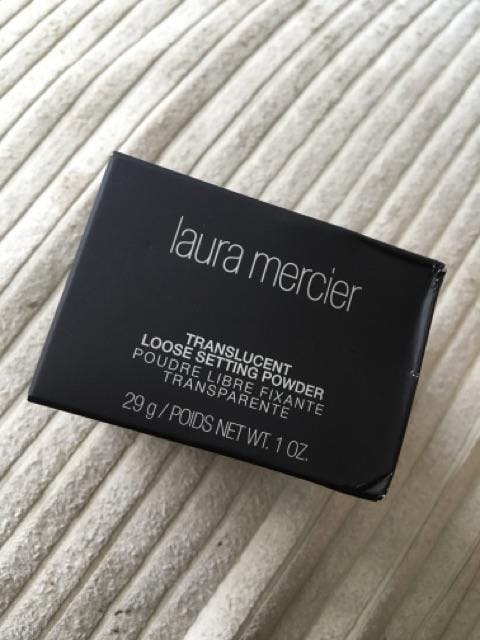 laura mercier
TRANSLUCENT
LOOSE SETTING POWDER
POUDRE LIBRE FIXANTE
TRANSPARENTE
29 g / POIDS NET WT. 1 OZ.